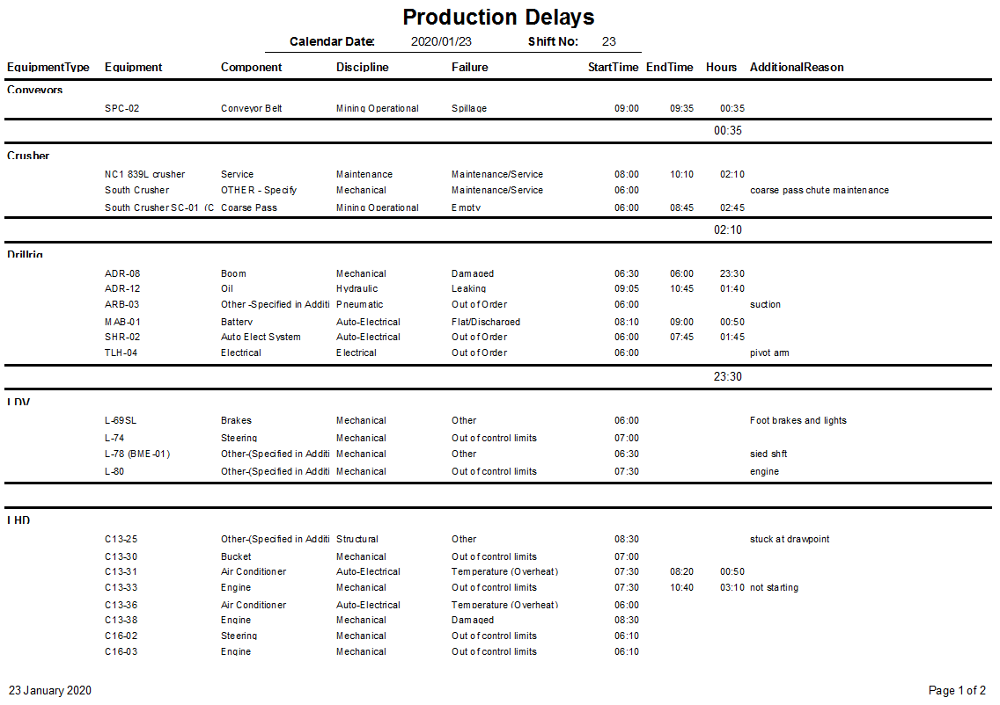 Production Delays
Calendar Date: 2020/01/23 Shift No: 23
EquipmentType Equipment Component Discipline Failure StartTime EndTime Hours AdditionalReason
Conveyors
SPC-02 Conveyor Belt Mining Operational Spillage 09:00 09:35 00:35
00:35
Crusher
NC1 839L crusher Service Maintenance Maintenance/Service 08:00 10:10 02:10
South Crusher OTHER - Specify Mechanical Maintenance/Service 06:00 coarse pass chute maintenance
South Crusher SC-01 (C Coarse Pass Mining Operational Empty 06:00 08:45 02:45
02:10
Drillrig
ADR-08 Boom Mechanical Damaged 06:30 06:00 23:30
ADR-12 Oil Hydraulic Leaking 09:05 10:45 01:40
ARB-03 Other -Specified in Additi Pneumatic Out of Order 06:00 suction
MAB-01 Battery Auto-Electrical Flat/Discharged 08:10 09:00 00:50
SHR-02 Auto Elect System Auto-Electrical Out of Order 06:00 07:45 01:45
TLH-04 Electrical Electrical Out of Order 06:00 pivot arm
23:30
LDV
L-69SL Brakes Mechanical Other 06:00 Foot brakes and lights
L-74 Steering Mechanical Out of control limits 07:00
L-78 (BME-01) Other-(Specified in Additi Mechanical Other 06:30 sied shft
L-80 Other-(Specified in Additi Mechanical Out of control limits 07:30 engine
LHD
C13-25 Other-(Specified in Additi Structural Other 08:30 stuck at drawpoint
C13-30 Bucket Mechanical Out of control limits 07:00
C13-31 Air Conditioner Auto-Electrical Temperature (Overheat) 07:30 08:20 00:50
C13-33 Engine Mechanical Out of control limits 07:30 10:40 03:10 not starting
C13-36 Air Conditioner Auto-Electrical Temperature (Overheat) 06:00
C13-38 Engine Mechanical Damaged 08:30
C16-02 Steering Mechanical Out of control limits 06:10
C16-03 Engine Mechanical Out of control limits 06:10
23 January 2020 Page 1 of 2